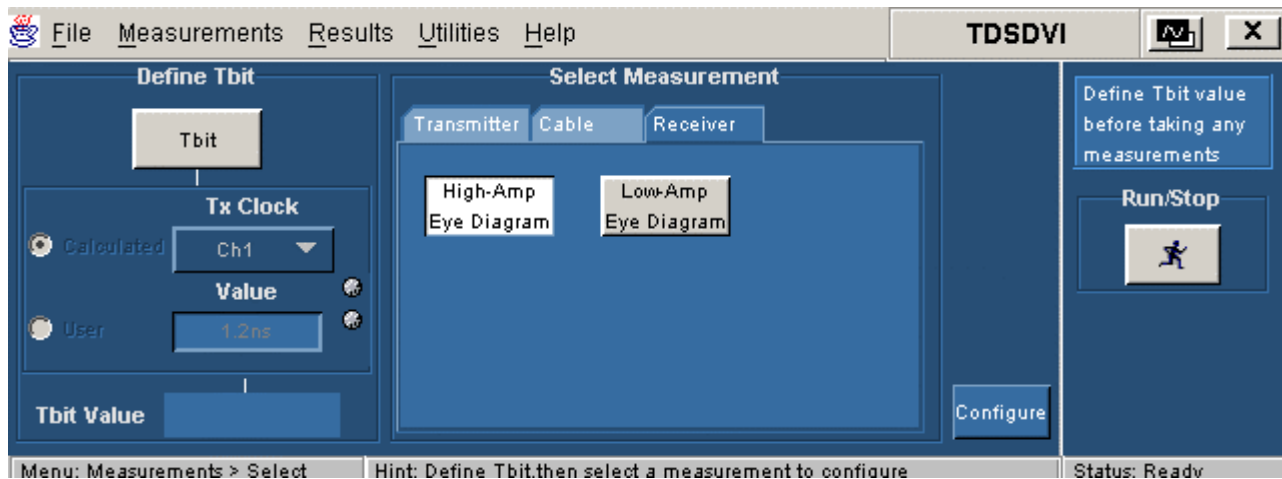 File Measurements Results Utilities Help TDSDVI X
Define Tbit
Tbit
Tx Clock
Calculated
Ch1
Value
User
1.2ns
Tbit Value
Select Measurement
Transmitter Cable Receiver
High-Amp
Eye Diagram
Low-Amp
Eye Diagram
Configure
Define Tbit value
before taking any
measurements
Run/Stop
Menu: Measurements > Select
Hint: Define Tbit,then select a measurement to configure
Status: Ready